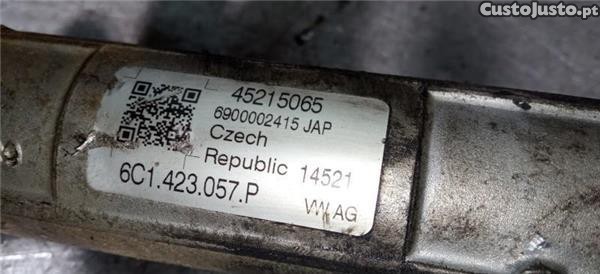 CustoJusto.pt
45215065
6900002415 JAP
Czech
Republic 14521
6C1.423.057.P
VW AG